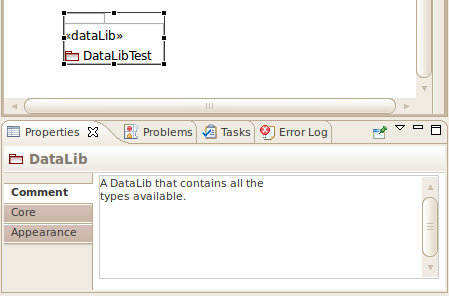 «dataLib»
DataLibTest
Properties Problems Tasks Error Log
DataLib
Comment
Core
Appearance
A DataLib that contains all the
types available.